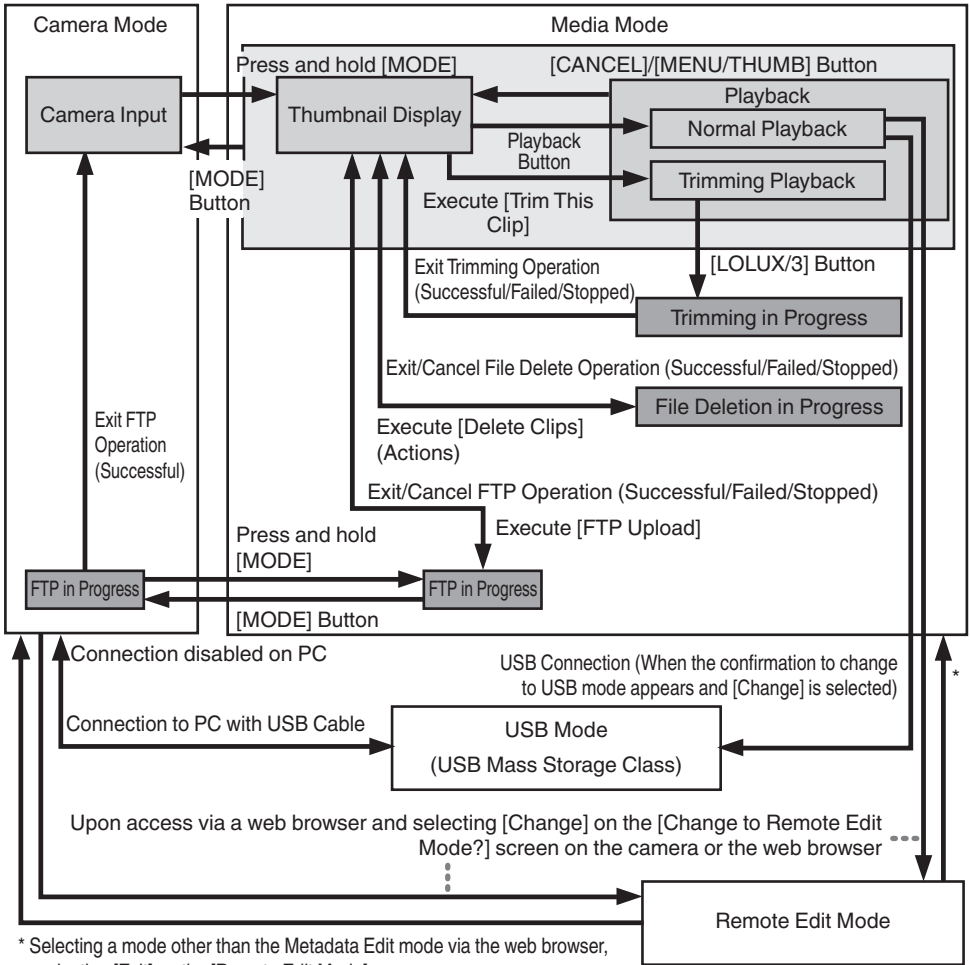 Camera Mode
Media Mode
Press and hold [MODE]
[CANCEL]/[MENU/THUMB] Button
Camera Input
Thumbnail Display
Playback
Normal Playback
Playback
Button
Trimming Playback
[MODE]
Button
Execute [Trim This
Clip]
Exit Trimming Operation
(Successful/Failed/Stopped)
[LOLUX/3] Button
Trimming in Progress
Exit/Cancel File Delete Operation (Successful/Failed/Stopped)
File Deletion in Progress
Execute [Delete Clips]
(Actions)
Exit FTP
Operation
(Successful)
Exit/Cancel FTP Operation (Successful/Failed/Stopped)
Execute [FTP Upload]
Press and hold
[MODE]
FTP in Progress
FTP in Progress
[MODE] Button
Connection disabled on PC
USB Connection (When the confirmation to change
to USB mode appears and [Change] is selected)
*
Connection to PC with USB Cable
USB Mode
(USB Mass Storage Class)
Upon access via a web browser and selecting [Change] on the [Change to Remote Edit
Mode?] screen on the camera or the web browser
Remote Edit Mode
* Selecting a mode other than the Metadata Edit mode via the web browser,